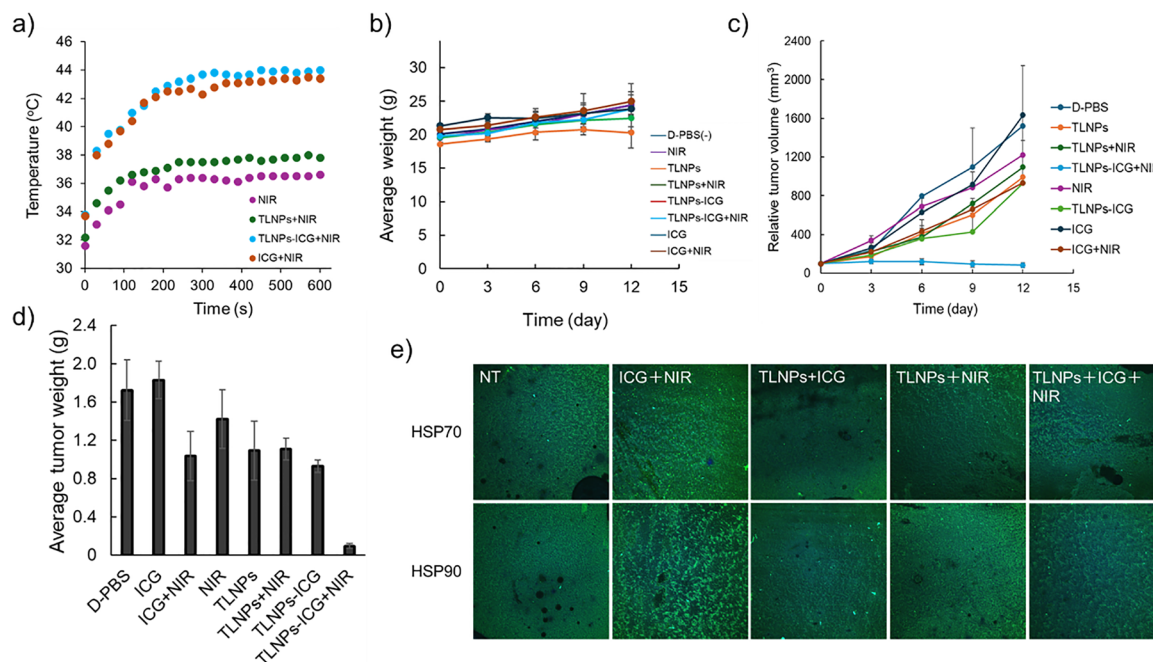 a)
46
44
42
40
38
36
34
32
30
Temperature (°C)
0
100
200
300
400
500
600
Time (s)
NIR
TLNPs+NIR
TLNPs-ICG+NIR
ICG+NIR
b)
40
35
30
25
20
15
10
5
0
Average weight (g)
0
3
6
9
12
15
Time (day)
D-PBS(-)
NIR
TLNPs
TLNPs+NIR
TLNPs-ICG
TLNPs-ICG+NIR
ICG
ICG+NIR
c)
2400
2000
1600
1200
800
400
0
Relative tumor volume (mm³)
0
3
6
9
12
15
Time (day)
D-PBS
TLNPs
TLNPs+NIR
TLNPs-ICG+NIR
NIR
TLNPs-ICG
ICG
ICG+NIR
d)
2.4
2.0
1.6
1.2
0.8
0.4
0
Average tumor weight (g)
D-PBS
ICG
ICG+NIR
NIR
TLNPs
TLNPs+NIR
TLNPs-ICG
TLNPs-ICG+NIR
e)
NT
ICG+NIR
TLNPs+ICG
TLNPs+NIR
TLNPs+ICG+
NIR
HSP70
HSP90